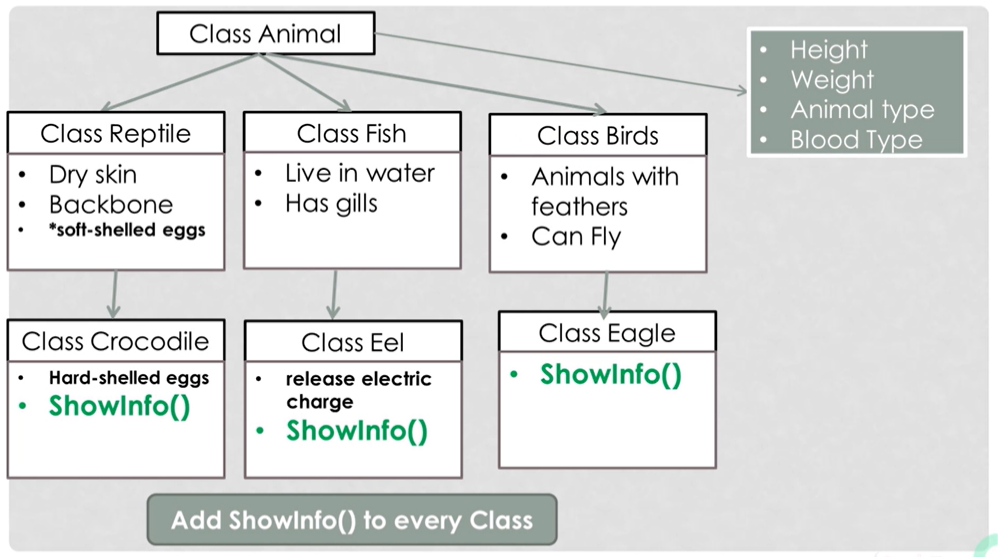 Class Animal
• Height
• Weight
• Animal type
• Blood Type
Class Reptile
• Dry skin
• Backbone
• *soft-shelled eggs
Class Fish
• Live in water
• Has gills
Class Birds
• Animals with
feathers
• Can Fly
Class Crocodile
• Hard-shelled eggs
• ShowInfo()
Class Eel
• release electric
charge
• ShowInfo()
Class Eagle
• ShowInfo()
Add ShowInfo() to every Class